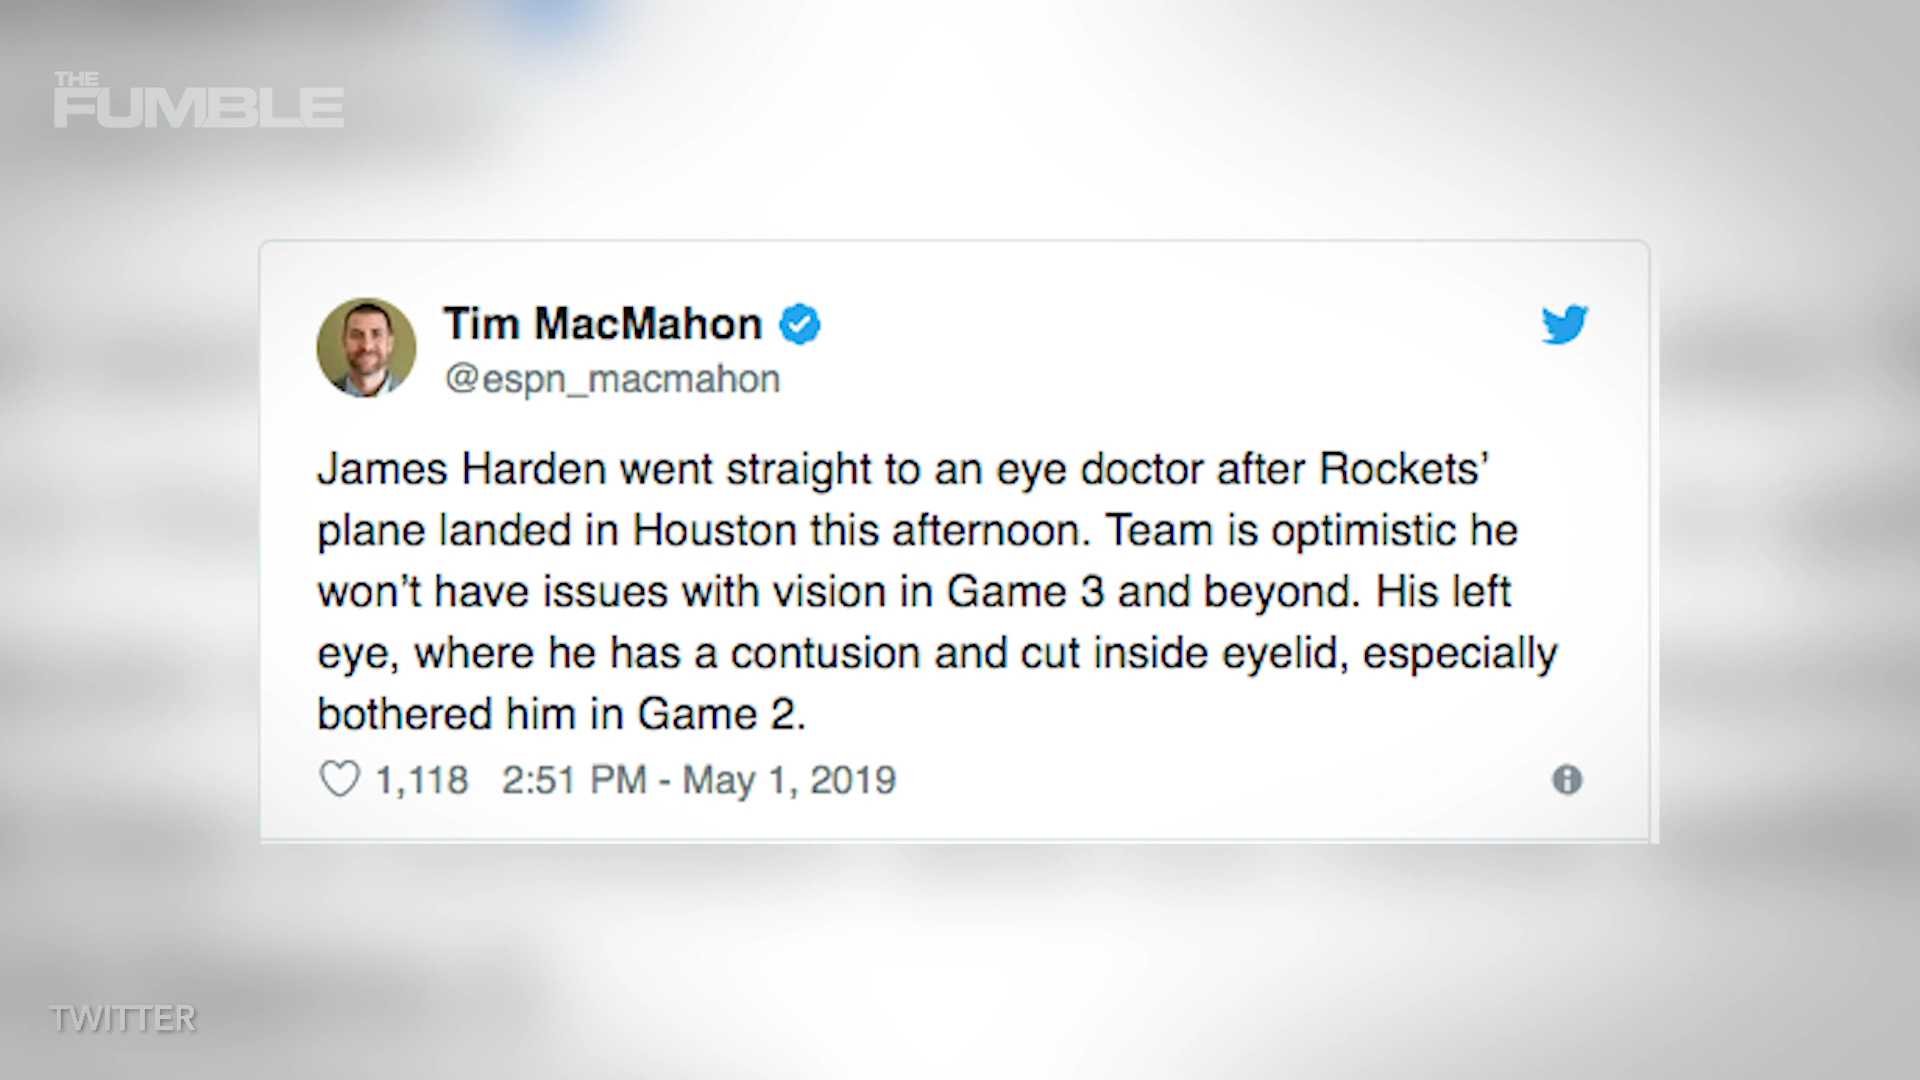 THE
FUMBLE
Tim MacMahon
@espn_macmahon
James Harden went straight to an eye doctor after Rockets’
plane landed in Houston this afternoon. Team is optimistic he
won’t have issues with vision in Game 3 and beyond. His left
eye, where he has a contusion and cut inside eyelid, especially
bothered him in Game 2.
1,118 2:51 PM - May 1, 2019
TWITTER